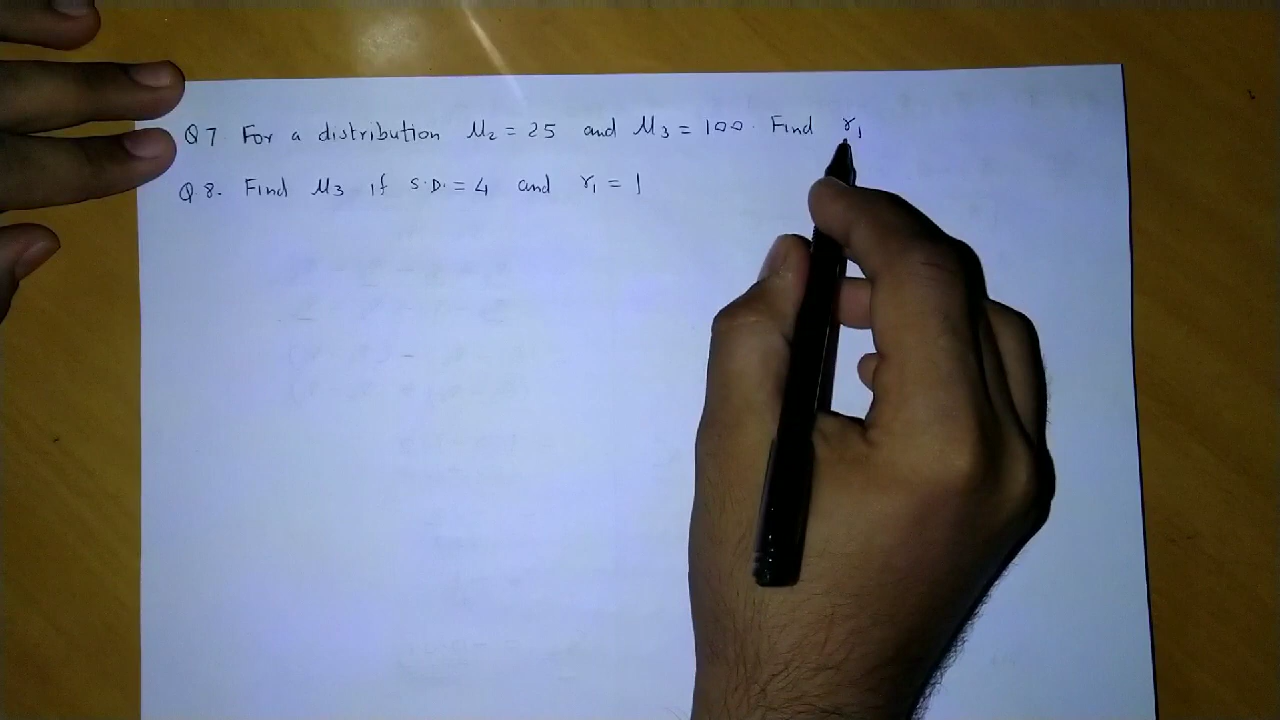 Q7. For a distribution μ₂ = 25 and μ₃ = 100. Find γ₁
Q8. Find μ₃ if S.D. = 4 and γ₁ = 1